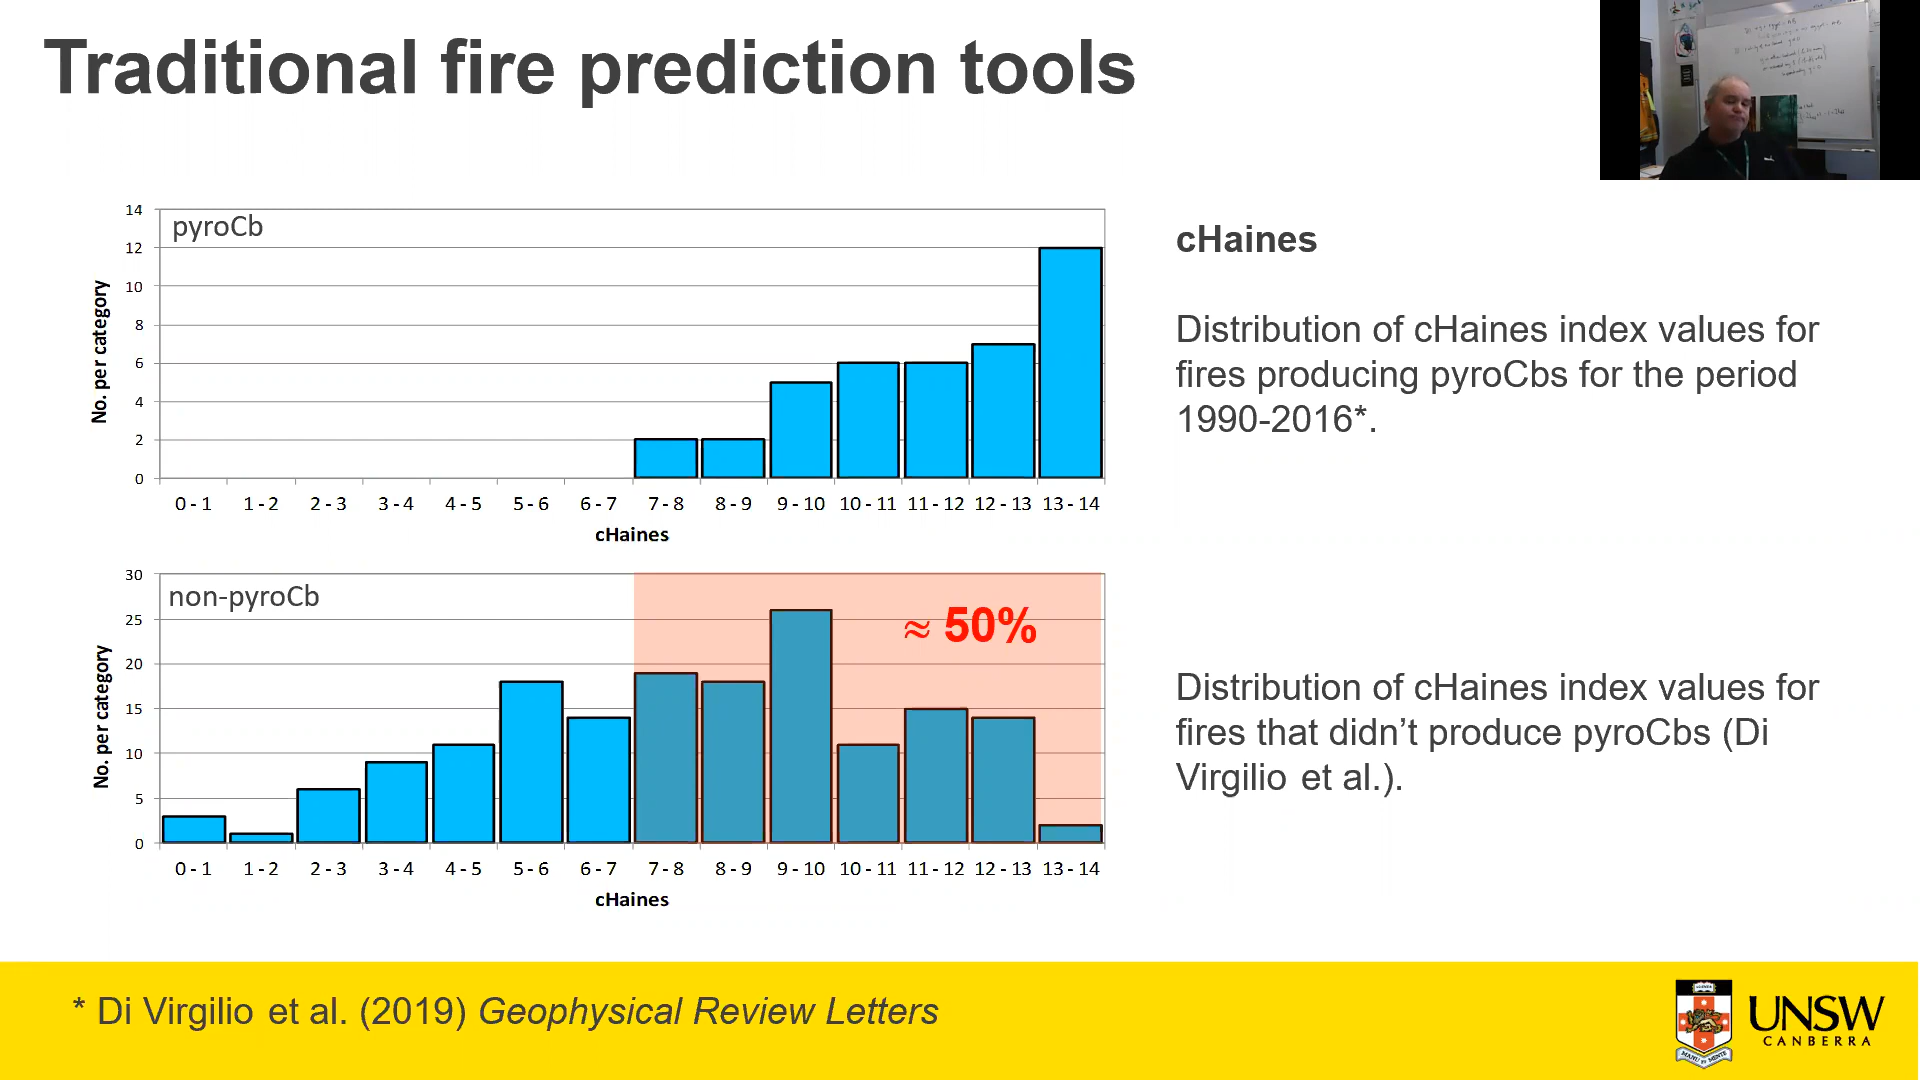 Traditional fire prediction tools
pyroCb
No. per category
14
12
10
8
6
4
2
0
0 - 1 1 - 2 2 - 3 3 - 4 4 - 5 5 - 6 6 - 7 7 - 8 8 - 9 9 - 10 10 - 11 11 - 12 12 - 13 13 - 14
cHaines
cHaines
Distribution of cHaines index values for
fires producing pyroCbs for the period
1990-2016*.
non-pyroCb
≈ 50%
No. per category
30
25
20
15
10
5
0
0 - 1 1 - 2 2 - 3 3 - 4 4 - 5 5 - 6 6 - 7 7 - 8 8 - 9 9 - 10 10 - 11 11 - 12 12 - 13 13 - 14
cHaines
Distribution of cHaines index values for
fires that didn’t produce pyroCbs (Di
Virgilio et al.).
* Di Virgilio et al. (2019) Geophysical Review Letters
UNSW
CANBERRA